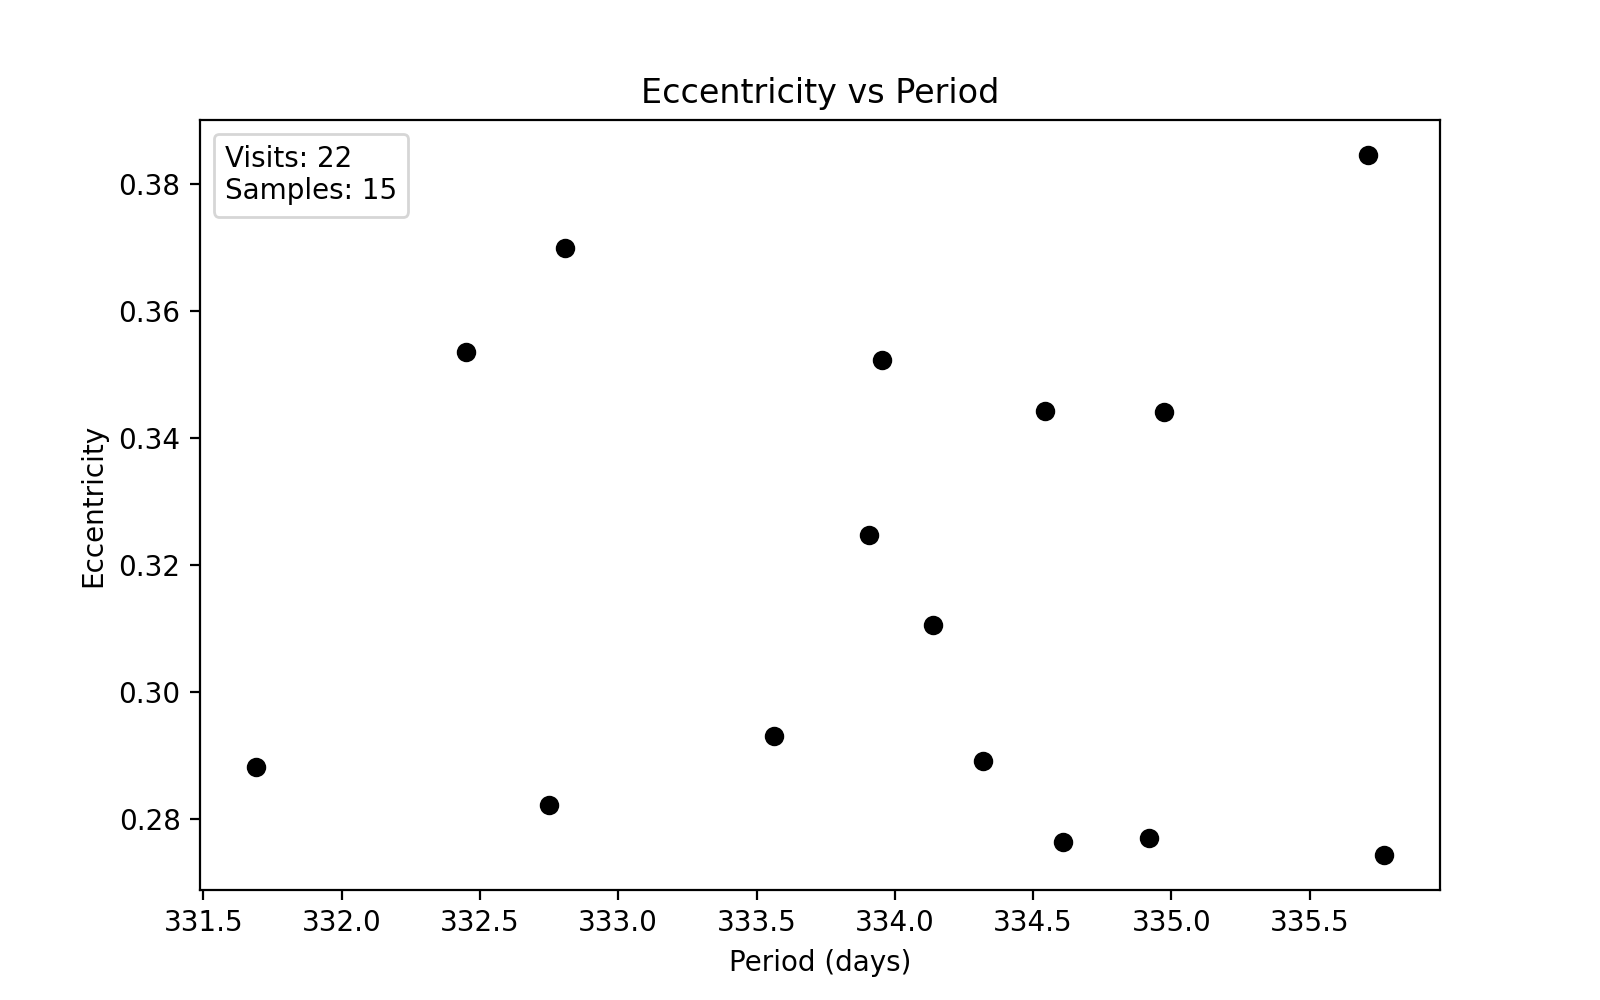 Eccentricity vs Period
Visits: 22
Samples: 15
Eccentricity
0.38
0.36
0.34
0.32
0.30
0.28
331.5 332.0 332.5 333.0 333.5 334.0 334.5 335.0 335.5
Period (days)